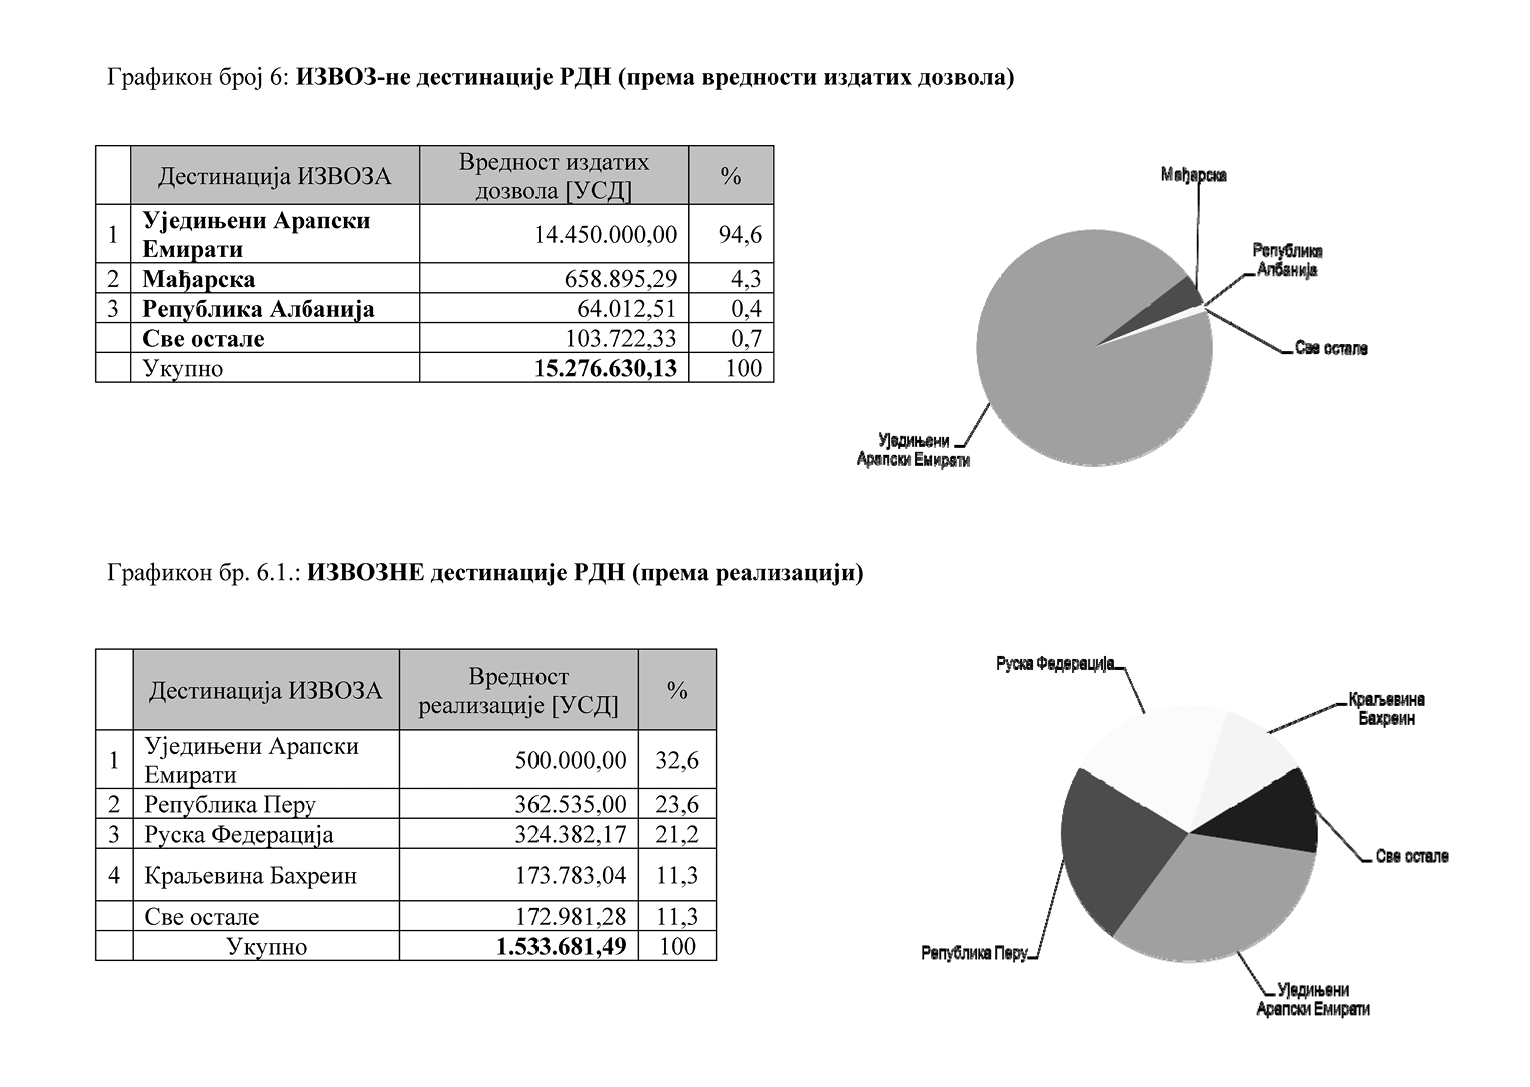 Графикон број 6: ИЗВОЗ-не дестинације РДН (према вредности издатих дозвола)
Дестинација ИЗВОЗА
Вредност издатих
дозвола [УСД]
%
1
Уједињени Арапски
Емирати
14.450.000,00
94,6
2
Мађарска
658.895,29
4,3
3
Република Албанија
64.012,51
0,4
Све остале
103.722,33
0,7
Укупно
15.276.630,13
100
Мађарска
Република
Албанија
Све остале
Уједињени
Арапски Емирати
Графикон бр. 6.1.: ИЗВОЗНЕ дестинације РДН (према реализацији)
Дестинација ИЗВОЗА
Вредност
реализације [УСД]
%
1
Уједињени Арапски
Емирати
500.000,00
32,6
2
Република Перу
362.535,00
23,6
3
Руска Федерација
324.382,17
21,2
4
Краљевина Бахреин
173.783,04
11,3
Све остале
172.981,28
11,3
Укупно
1.533.681,49
100
Руска Федерација
Краљевина
Бахреин
Све остале
Република Перу
Уједињени
Арапски Емирати